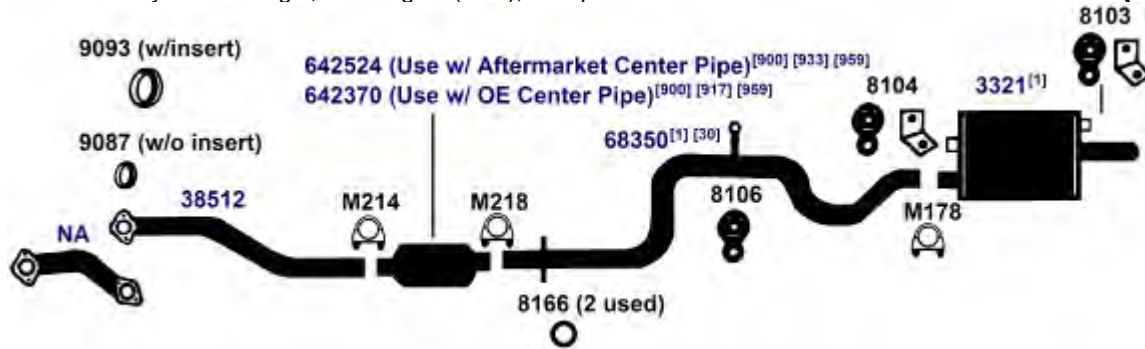 8103
9093 (w/insert)
642524 (Use w/ Aftermarket Center Pipe)[900] [933] [959]
642370 (Use w/ OE Center Pipe)[900] [917] [959]
8104
3321[1]
9087 (w/o insert)
68350[1] [30]
38512
M214
M218
8106
M178
NA
8166 (2 used)